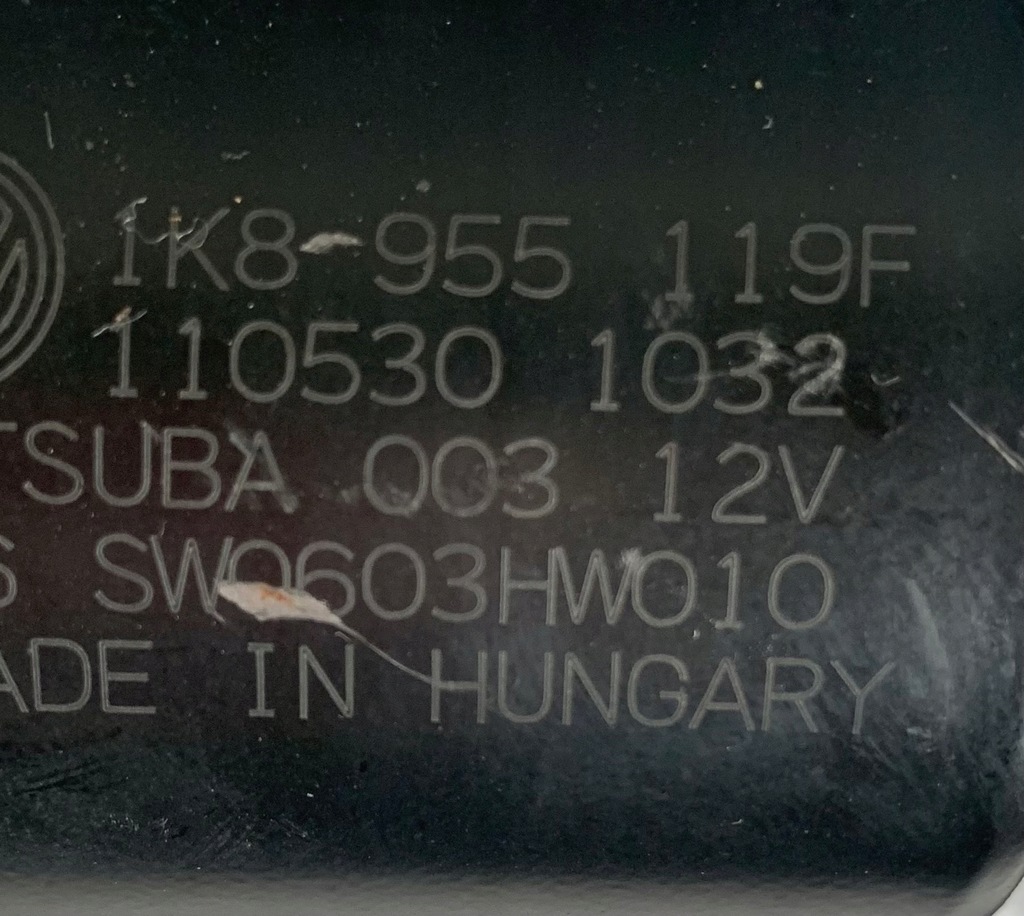 1K8-955 119F
110530 1032
TSUBA 003 12V
S SW0603HW010
ADE IN HUNGARY